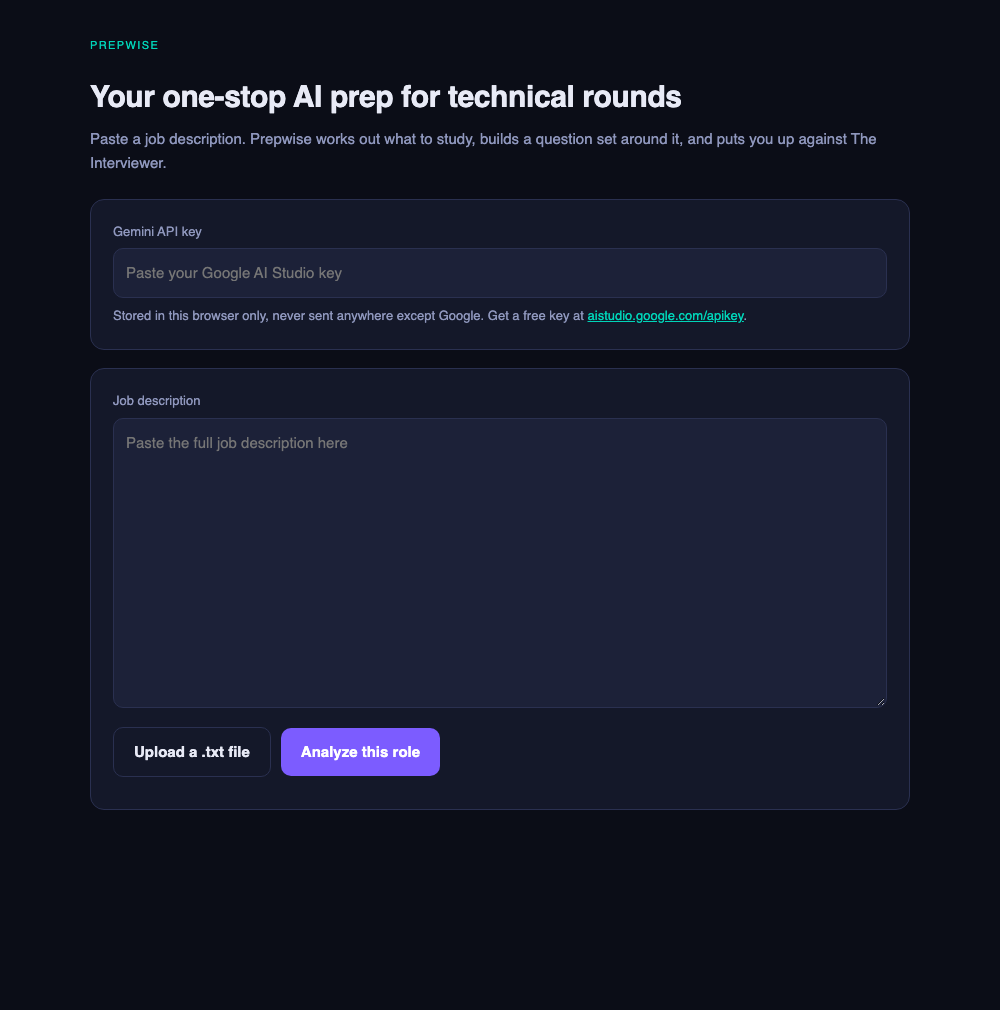 PREPWISE
Your one-stop AI prep for technical rounds
Paste a job description. Prepwise works out what to study, builds a question set around it, and puts you up against The
Interviewer.
Gemini API key
Paste your Google AI Studio key
Stored in this browser only, never sent anywhere except Google. Get a free key at aistudio.google.com/apikey.
Job description
Paste the full job description here
Upload a .txt file
Analyze this role